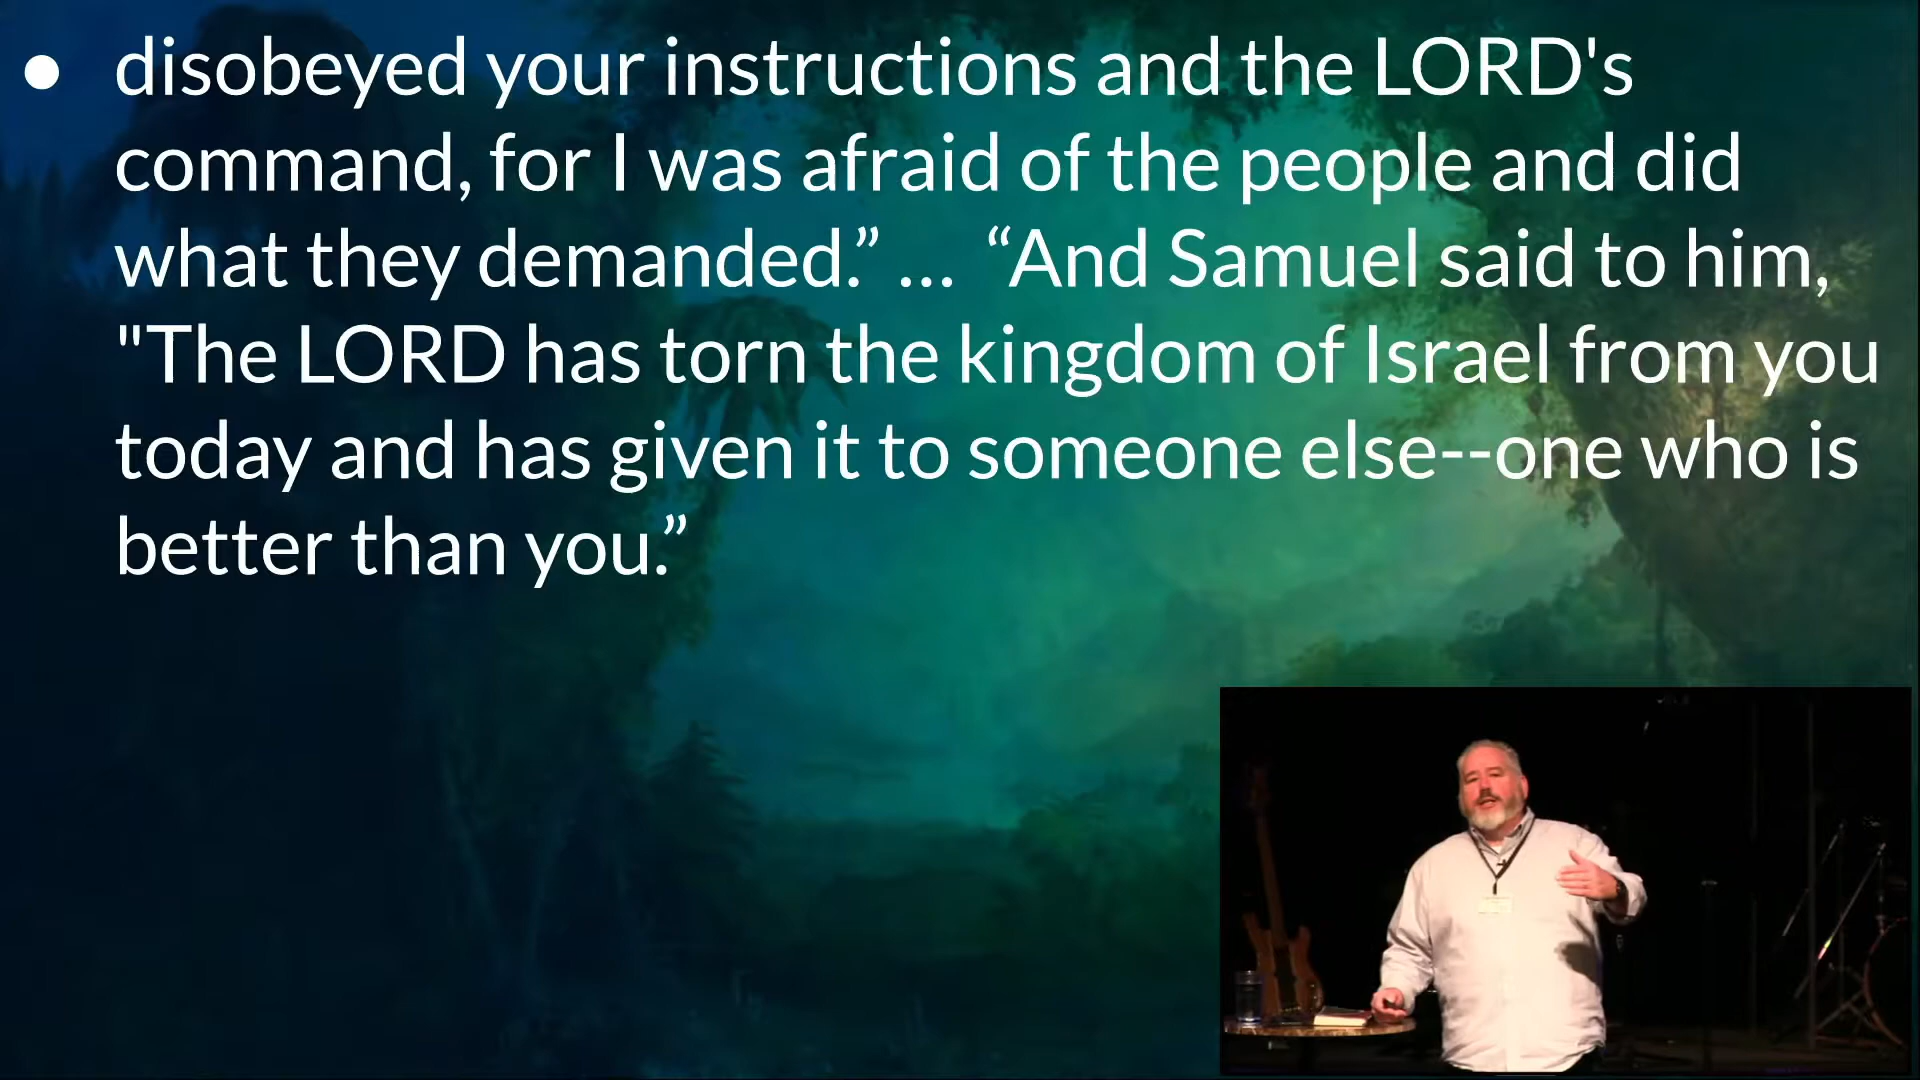 ● disobeyed your instructions and the LORD's
command, for I was afraid of the people and did
what they demanded.” … “And Samuel said to him,
"The LORD has torn the kingdom of Israel from you
today and has given it to someone else--one who is
better than you.”